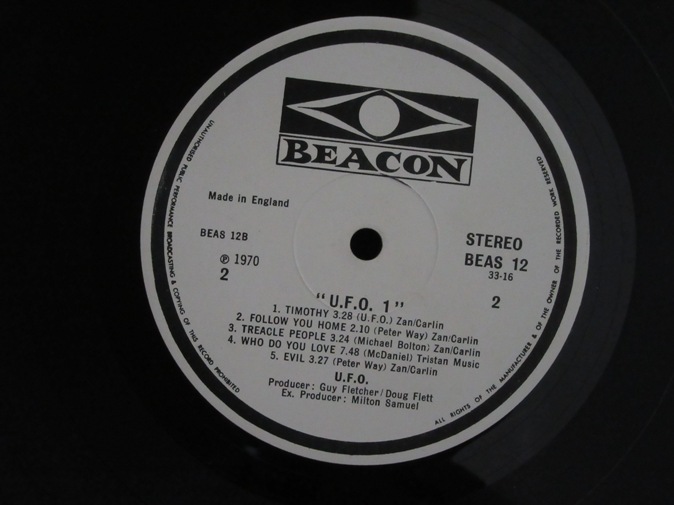 BEACON
Made in England
BEAS 12B
℗ 1970
2
STEREO
BEAS 12
33-16
2
"U.F.O. 1"
1. TIMOTHY 3.28 (U.F.O.) Zan/Carlin
2. FOLLOW YOU HOME 2.10 (Peter Way) Zan/Carlin
3. TREACLE PEOPLE 3.24 (Michael Bolton) Zan/Carlin
4. WHO DO YOU LOVE 7.48 (McDaniel) Tristan Music
5. EVIL 3.27 (Peter Way) Zan/Carlin
U.F.O.
Producer: Guy Fletcher/Doug Flett
Ex. Producer: Milton Samuel
UNAUTHORISED PUBLIC PERFORMANCE BROADCASTING & COPYING OF THIS RECORD PROHIBITED
ALL RIGHTS OF THE MANUFACTURER & OF THE OWNER OF THE RECORDED WORK RESERVED